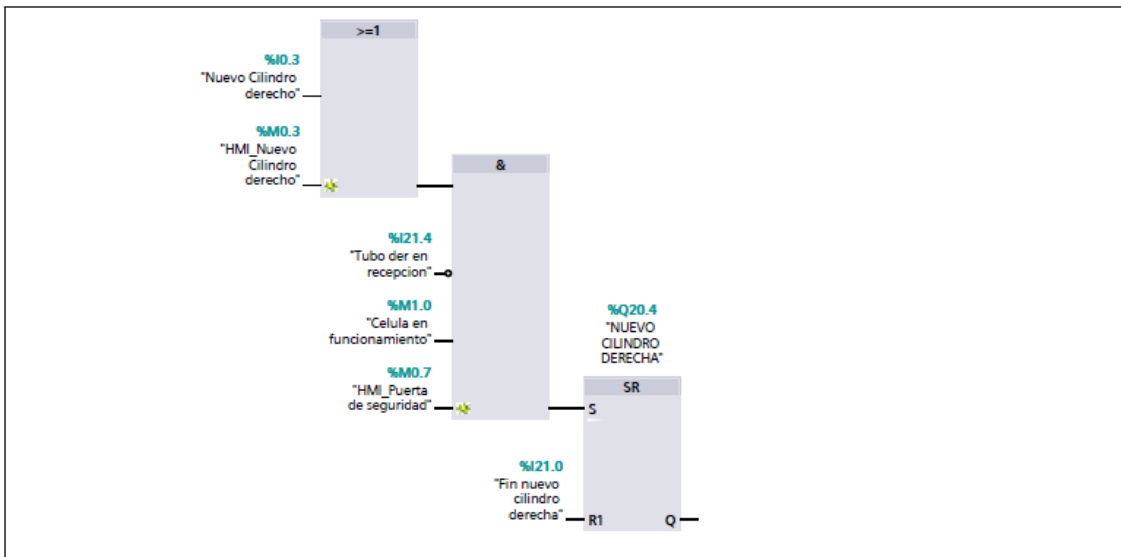 >=1
%I0.3
"Nuevo Cilindro
derecho"
%M0.3
"HMI_Nuevo
Cilindro
derecho"
&
%I21.4
"Tubo der en
recepcion"
%M1.0
"Celula en
funcionamiento"
%M0.7
"HMI_Puerta
de seguridad"
%Q20.4
"NUEVO
CILINDRO
DERECHA"
SR
S
%I21.0
"Fin nuevo
cilindro
derecha"
R1 Q